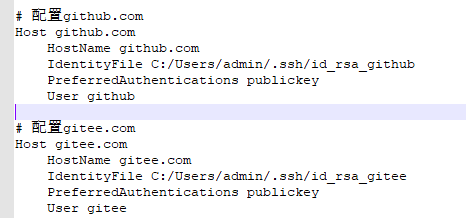 # 配置github.com
Host github.com
    HostName github.com
    IdentityFile C:/Users/admin/.ssh/id_rsa_github
    PreferredAuthentications publickey
    User github
# 配置gitee.com
Host gitee.com
    HostName gitee.com
    IdentityFile C:/Users/admin/.ssh/id_rsa_gitee
    PreferredAuthentications publickey
    User gitee